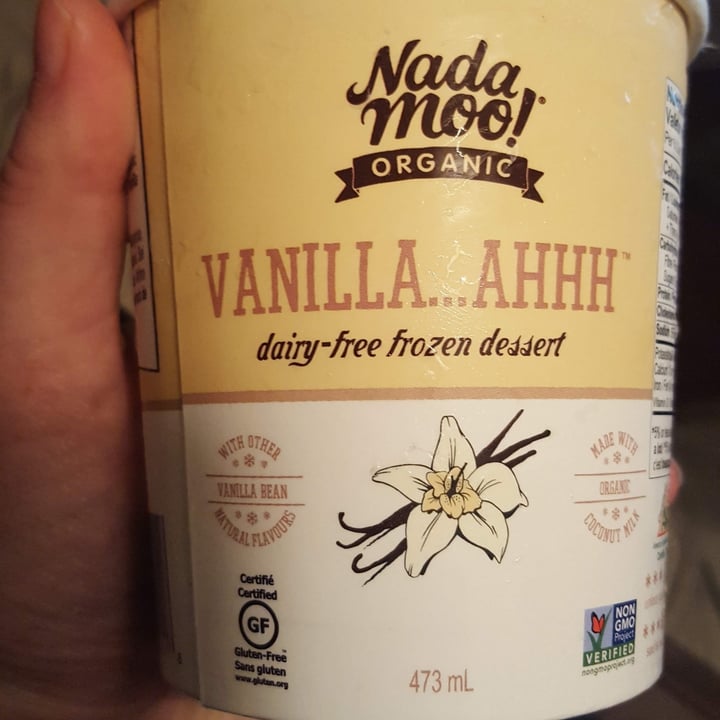 Nada
moo!
ORGANIC
VANILLA...AHHH™
dairy-free frozen dessert
WITH OTHER
VANILLA BEAN
NATURAL FLAVOURS
MADE WITH
ORGANIC
COCONUT MILK
Certifié
Certified
GF
Gluten-Free™
Sans gluten
www.gluten.org
473 mL
NON
GMO
Project
VERIFIED
nongmoproject.org